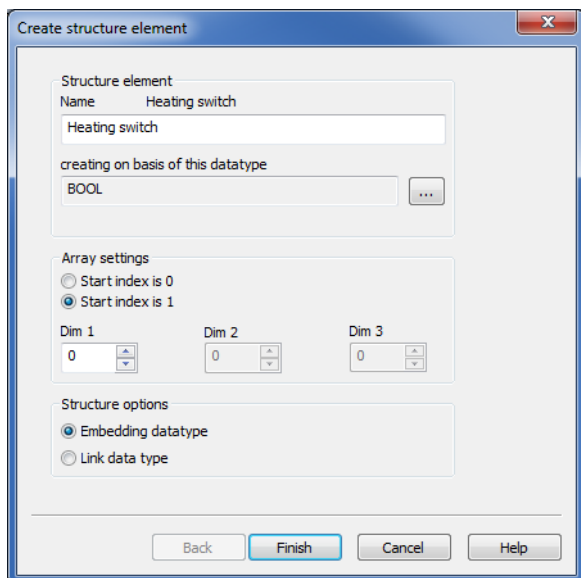 Create structure element
Structure element
Name Heating switch
Heating switch
creating on basis of this datatype
BOOL
...
Array settings
Start index is 0
Start index is 1
Dim 1 Dim 2 Dim 3
0 0 0
Structure options
Embedding datatype
Link data type
Back Finish Cancel Help